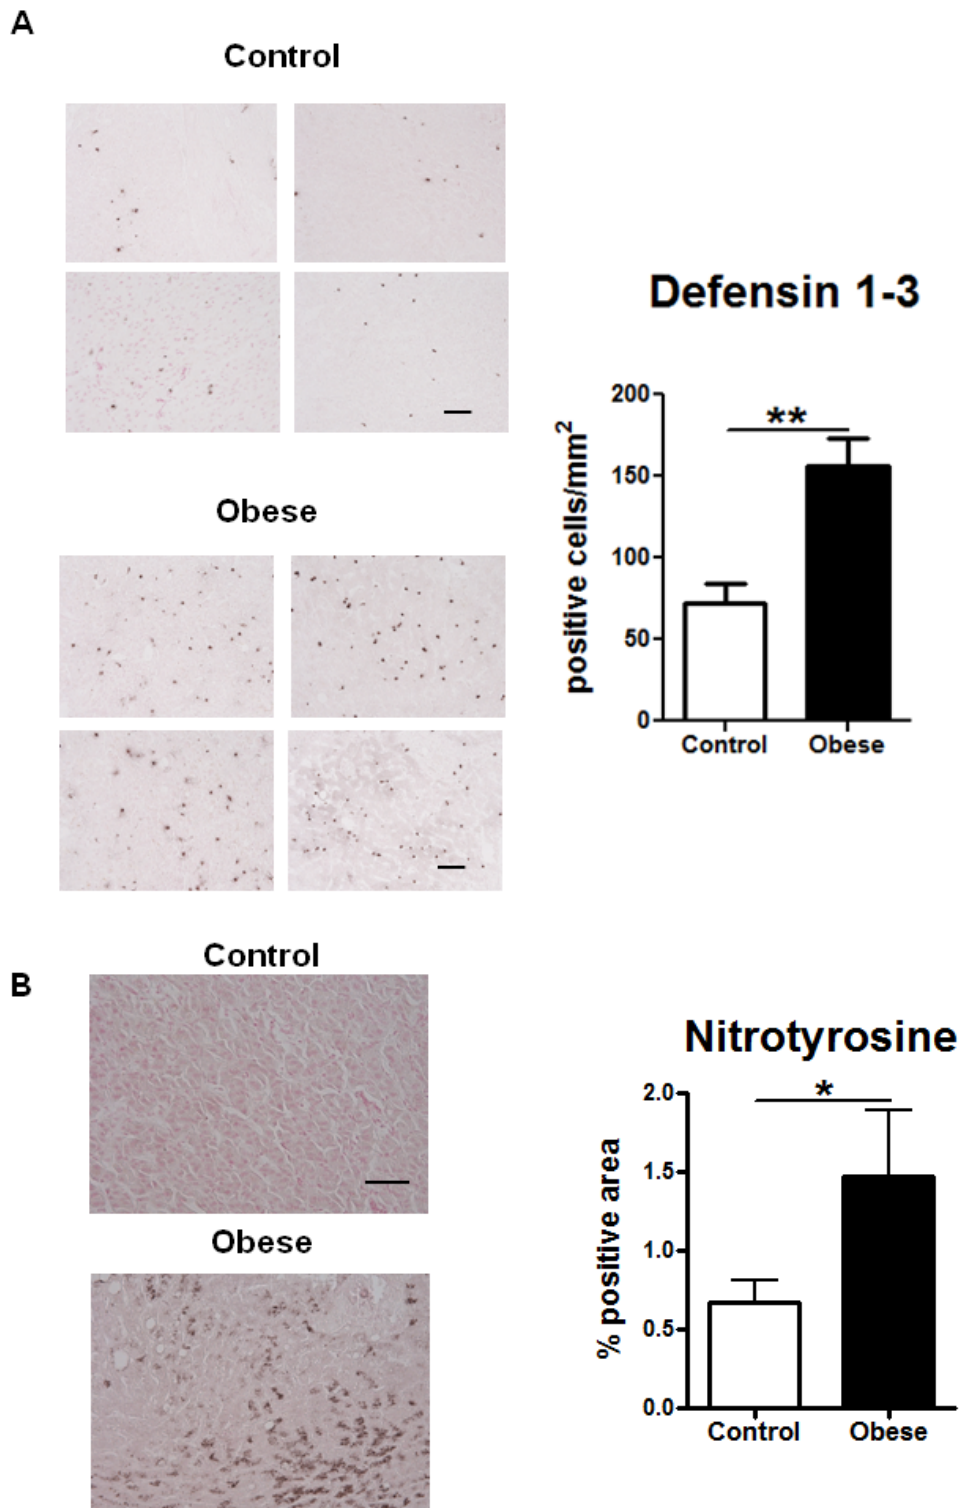 A
Control
Obese
Defensin 1-3
positive cells/mm²
200
150
100
50
0
**
Control
Obese
B
Control
Obese
Nitrotyrosine
% positive area
2.0
1.5
1.0
0.5
0.0
*
Control
Obese